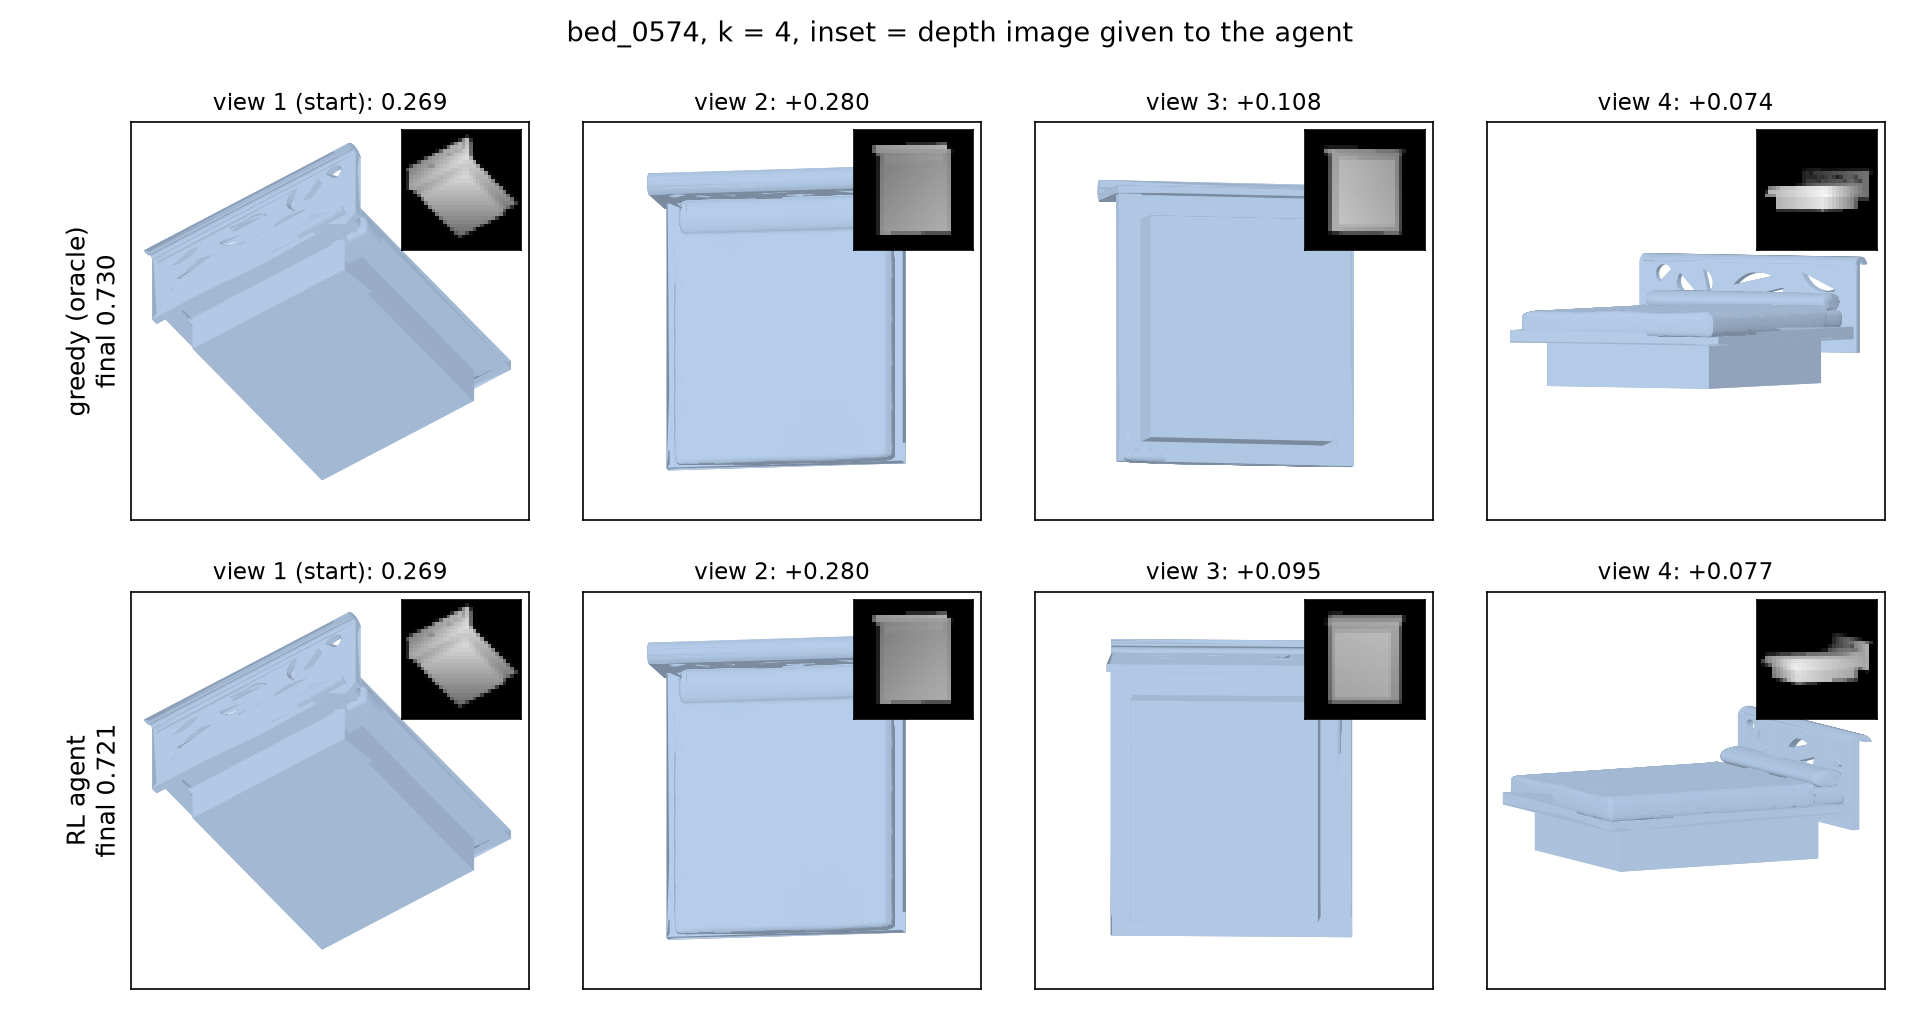 bed_0574, k = 4, inset = depth image given to the agent
view 1 (start): 0.269
view 2: +0.280
view 3: +0.108
view 4: +0.074
greedy (oracle)
final 0.730
view 1 (start): 0.269
view 2: +0.280
view 3: +0.095
view 4: +0.077
RL agent
final 0.721